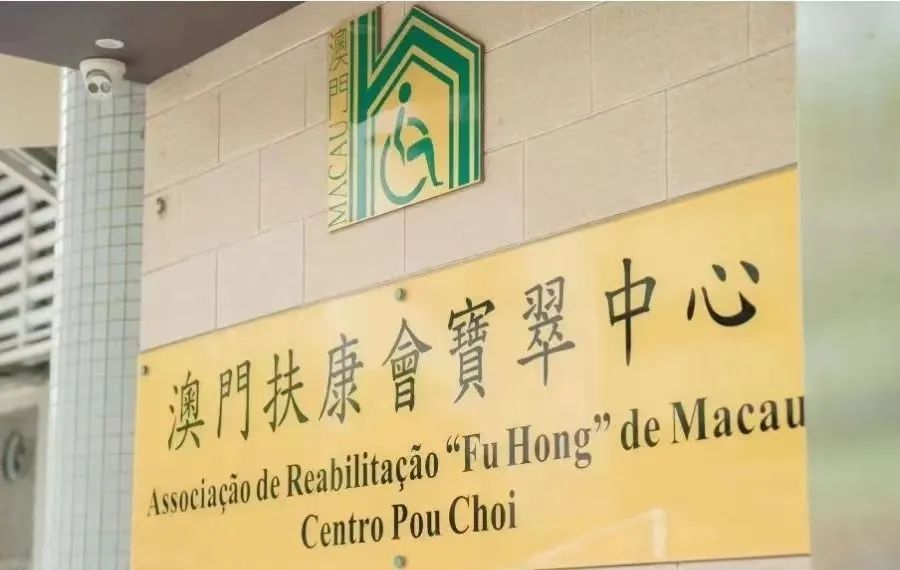 澳門
MACAU
澳門扶康會寶翠中心
Associação de Reabilitação “Fu Hong” de Macau
Centro Pou Choi